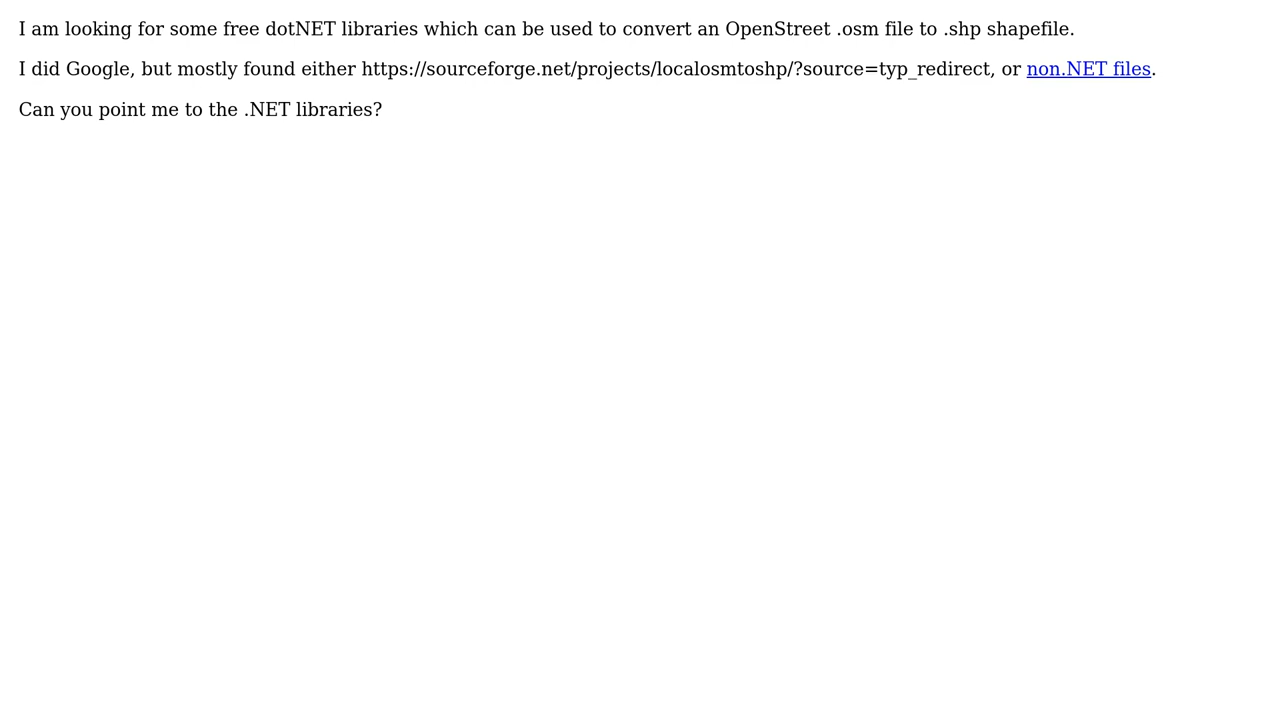 I am looking for some free dotNET libraries which can be used to convert an OpenStreet .osm file to .shp shapefile.
I did Google, but mostly found either https://sourceforge.net/projects/localosmtoshp/?source=typ_redirect, or non.NET files.
Can you point me to the .NET libraries?